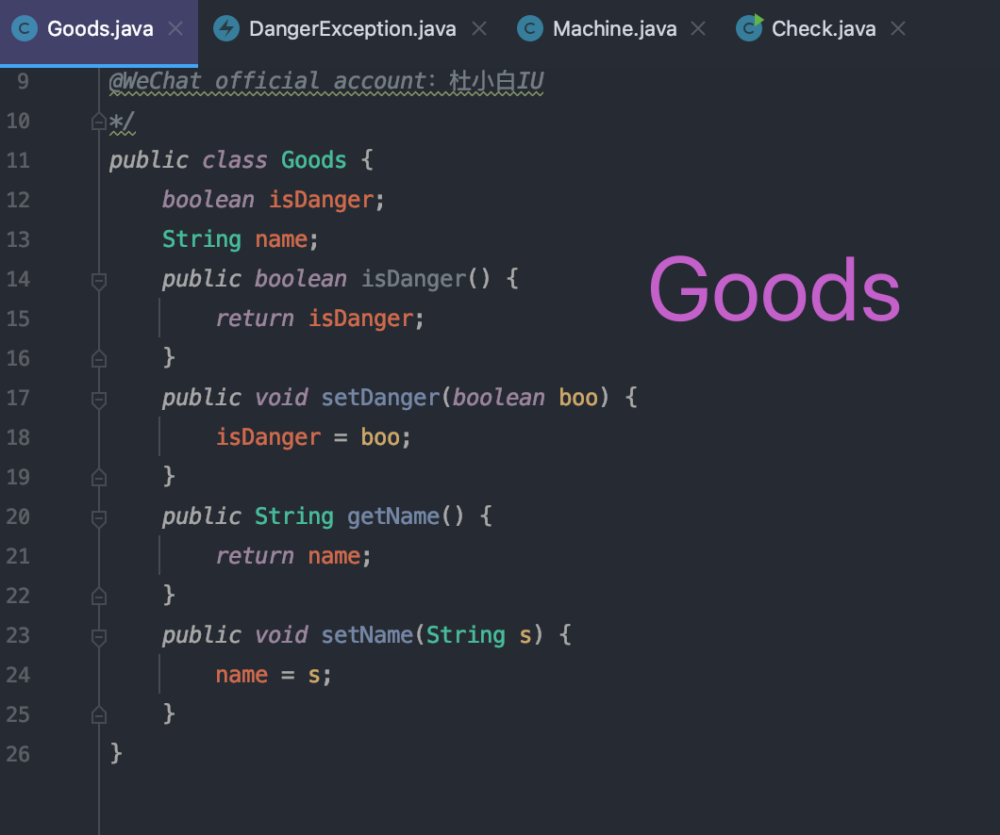 Goods.java DangerException.java Machine.java Check.java
9 @WeChat official account: 杜小白IU
10 */
11 public class Goods {
12 boolean isDanger;
13 String name;
14 public boolean isDanger() {
15 return isDanger;
16 }
17 public void setDanger(boolean boo) {
18 isDanger = boo;
19 }
20 public String getName() {
21 return name;
22 }
23 public void setName(String s) {
24 name = s;
25 }
26 }
Goods